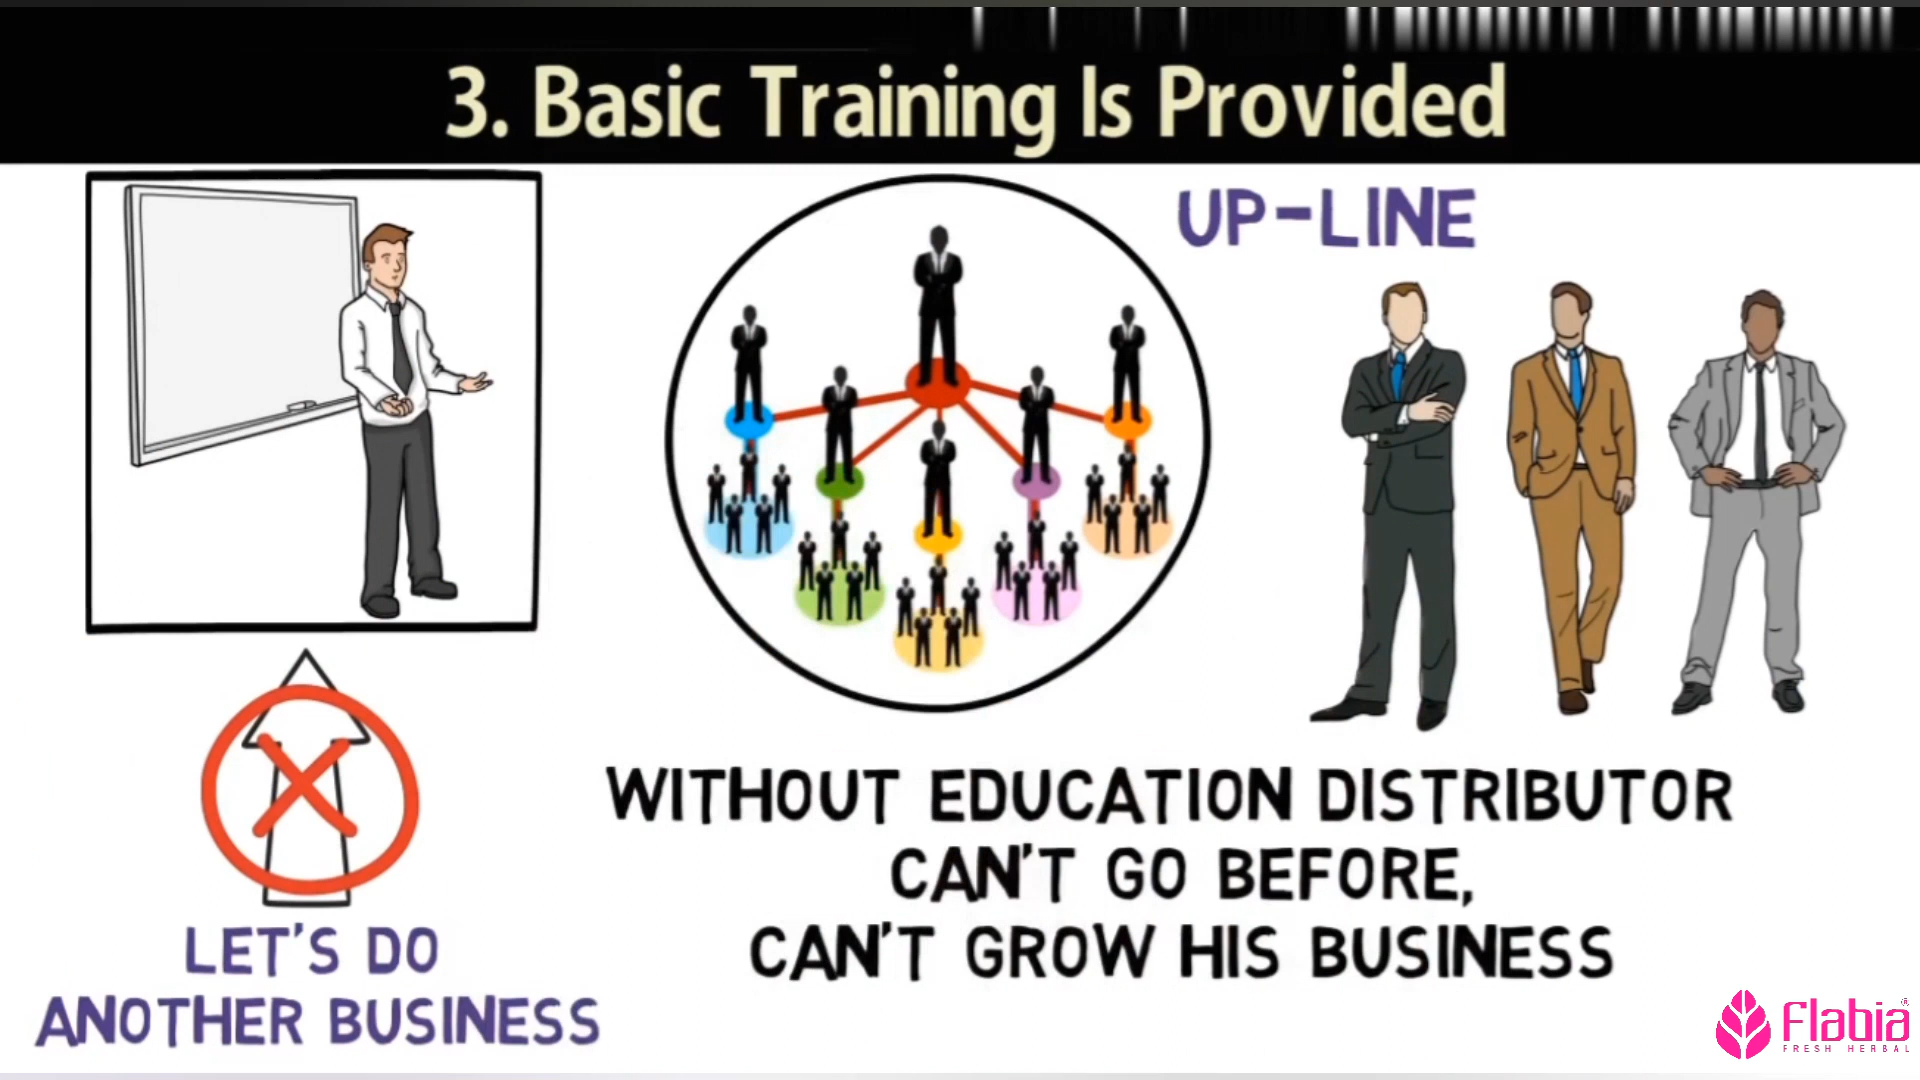 3. Basic Training Is Provided
UP-LINE
WITHOUT EDUCATION DISTRIBUTOR
CAN'T GO BEFORE,
CAN'T GROW HIS BUSINESS
LET'S DO
ANOTHER BUSINESS
Flabia®
FRESH HERBAL